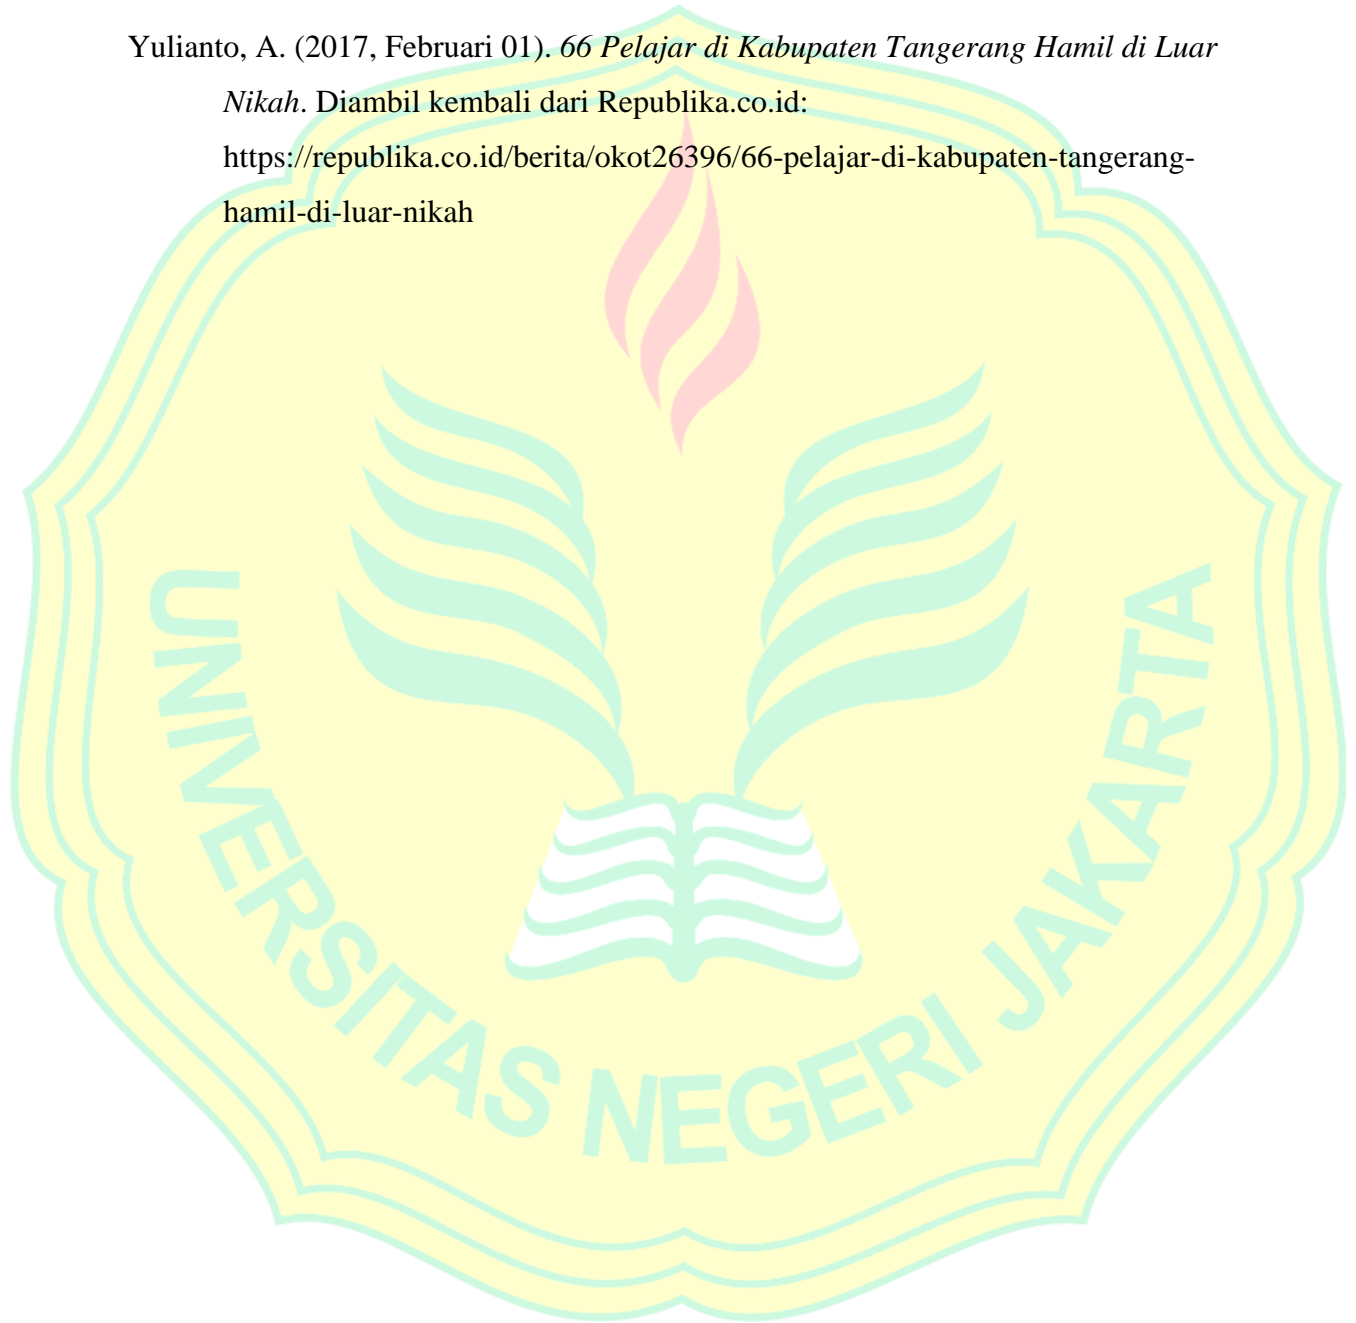 Yulianto, A. (2017, Februari 01). 66 Pelajar di Kabupaten Tangerang Hamil di Luar
Nikah. Diambil kembali dari Republika.co.id:
https://republika.co.id/berita/okot26396/66-pelajar-di-kabupaten-tangerang-
hamil-di-luar-nikah
UNIVERSITAS NEGERI JAKARTA